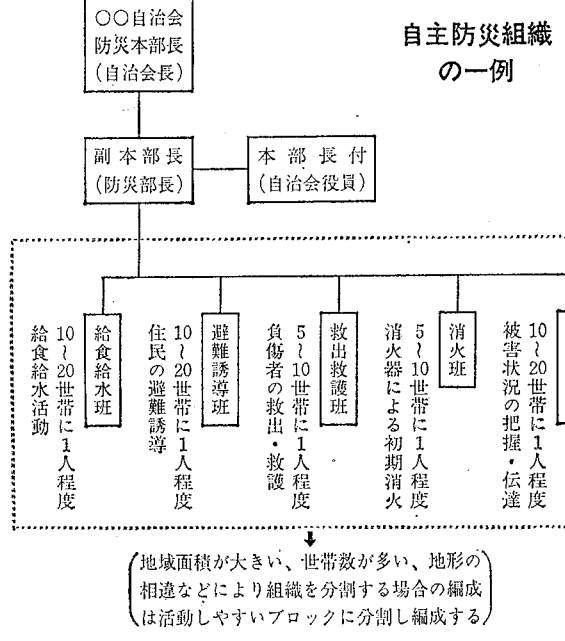 自主防災組織
の一例
○○自治会
防災本部長
(自治会長)
副本部長
(防災部長)
本部長付
(自治会役員)
10~20世帯に1人程度
被害状況の把握・伝達
消火班
5~10世帯に1人程度
消火器による初期消火
救出救護班
5~10世帯に1人程度
負傷者の救出・救護
避難誘導班
10~20世帯に1人程度
住民の避難誘導
給食給水班
10~20世帯に1人程度
給食給水活動
地域面積が大きい、世帯数が多い、地形の
相違などにより組織を分割する場合の編成
は活動しやすいブロックに分割し編成する